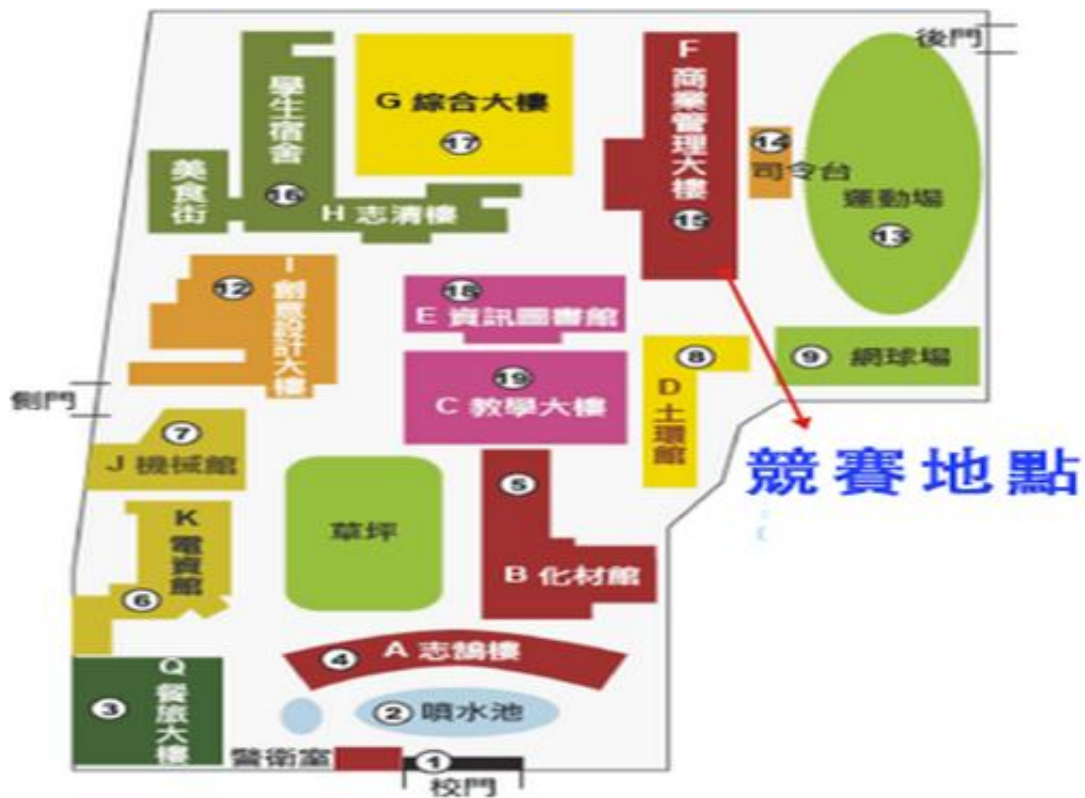 後門
F 商業管理大樓
15
G 綜合大樓
17
學生宿舍
16
美食街
H 志清樓
14
司令台
運動場
13
I 創意設計大樓
12
18
E 資訊圖書館
19
C 教學大樓
8
D 土環館
9 網球場
側門
7
J 機械館
競賽地點
5
B 化材館
草坪
K 電資館
6
4 A 志鵠樓
Q 餐旅大樓
3
2 噴水池
警衛室
1
校門